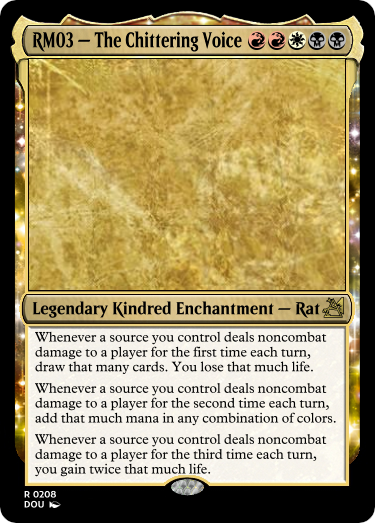 RM03 – The Chittering Voice
Legendary Kindred Enchantment – Rat
Whenever a source you control deals noncombat
damage to a player for the first time each turn,
draw that many cards. You lose that much life.
Whenever a source you control deals noncombat
damage to a player for the second time each turn,
add that much mana in any combination of colors.
Whenever a source you control deals noncombat
damage to a player for the third time each turn,
you gain twice that much life.
R 0208
DOU